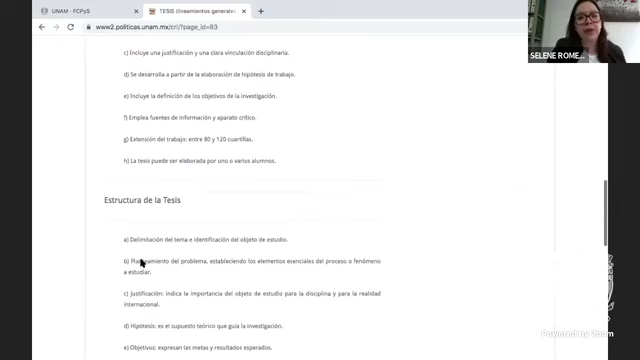 UNAM - FCPyS
TESIS (lineamientos generales
www2.politicas.unam.mx/cri/?page_id=83
SELENE ROME...
c) Incluye una justificación y una clara vinculación disciplinaria.
d) Se desarrolla a partir de la elaboración de hipótesis de trabajo.
e) Incluye la definición de los objetivos de la investigación.
f) Emplea fuentes de información y aparato crítico.
g) Extensión del trabajo: entre 80 y 120 cuartillas.
h) La tesis puede ser elaborada por uno o varios alumnos.
Estructura de la Tesis
a) Delimitación del tema e identificación del objeto de estudio.
b) Planteamiento del problema, estableciendo los elementos esenciales del proceso o fenómeno
a estudiar.
c) Justificación: indica la importancia del objeto de estudio para la disciplina y para la realidad
internacional.
d) Hipótesis: es el supuesto teórico que guía la investigación.
e) Objetivos: expresan las metas y resultados esperados.
Powered by Zoom